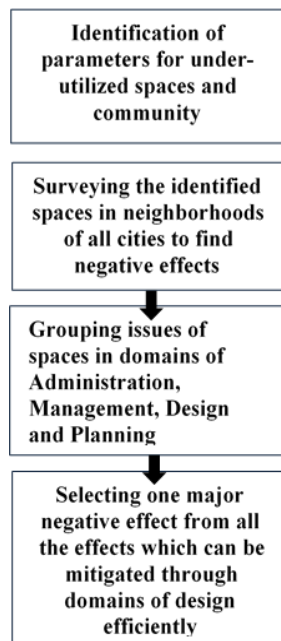 Identification of
parameters for under-
utilized spaces and
community
Surveying the identified
spaces in neighborhoods
of all cities to find
negative effects
Grouping issues of
spaces in domains of
Administration,
Management, Design
and Planning
Selecting one major
negative effect from all
the effects which can be
mitigated through
domains of design
efficiently